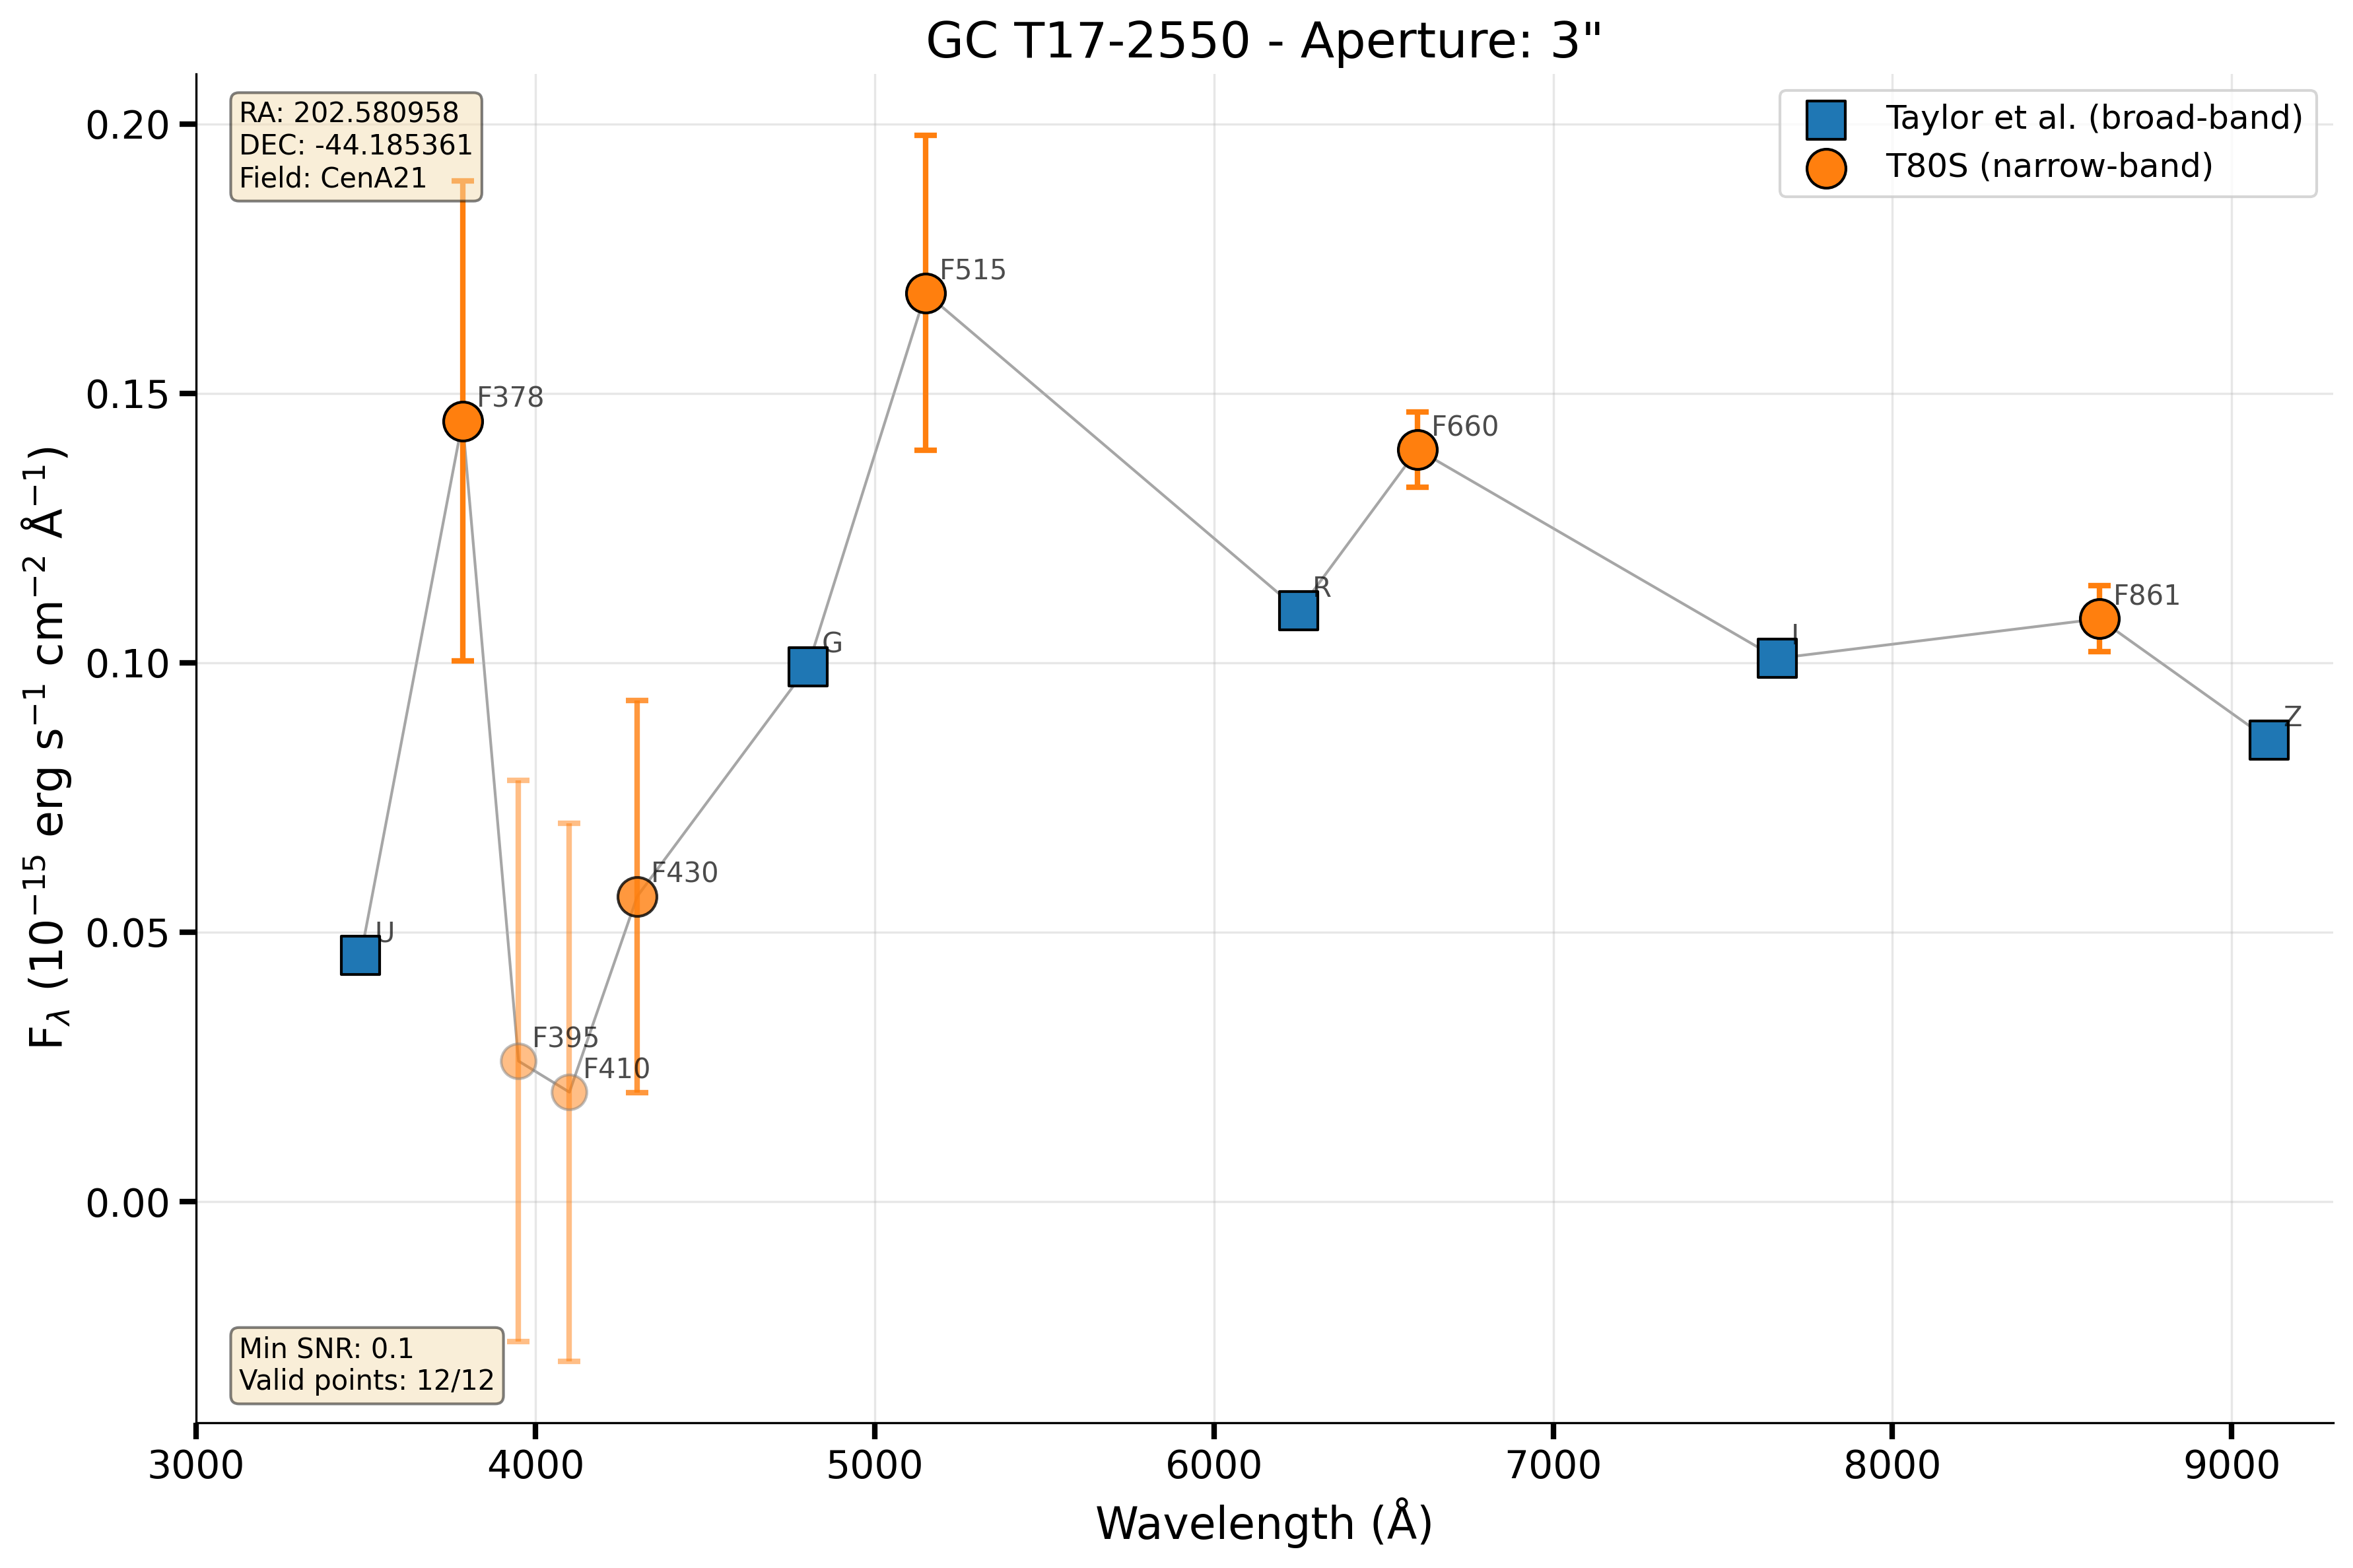 GC T17-2550 - Aperture: 3"
RA: 202.580958
DEC: -44.185361
Field: CenA21
Taylor et al. (broad-band)
T80S (narrow-band)
F515
F378
F660
R
F861
I
G
Z
F430
U
F395
F410
Min SNR: 0.1
Valid points: 12/12
0.20
0.15
0.10
0.05
0.00
F$_{λ}$ (10$^{−15}$ erg s$^{−1}$ cm$^{−2}$ Å$^{−1}$)
3000 4000 5000 6000 7000 8000 9000
Wavelength (Å)